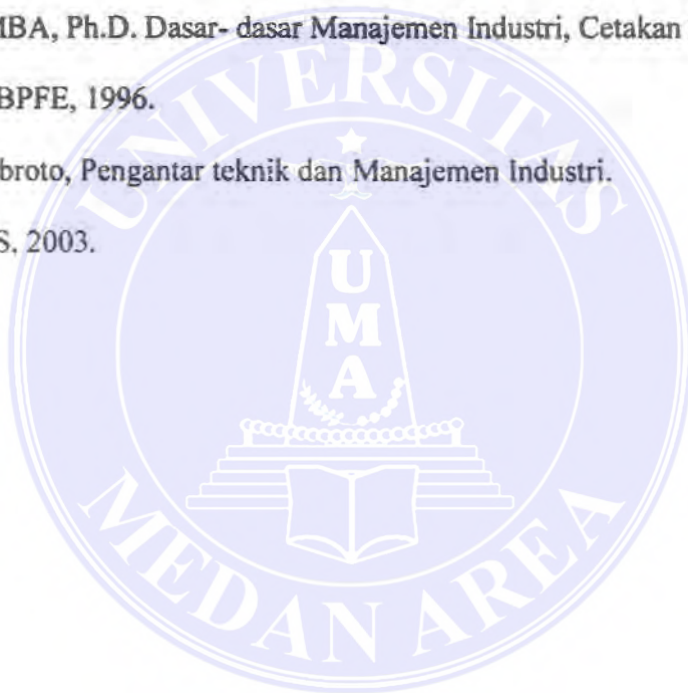 MBA, Ph.D. Dasar- dasar Manajemen Industri, Cetakan
BPFE, 1996.
broto, Pengantar teknik dan Manajemen Industri.
S, 2003.
UNIVERSITAS
U
M
A
MEDAN AREA